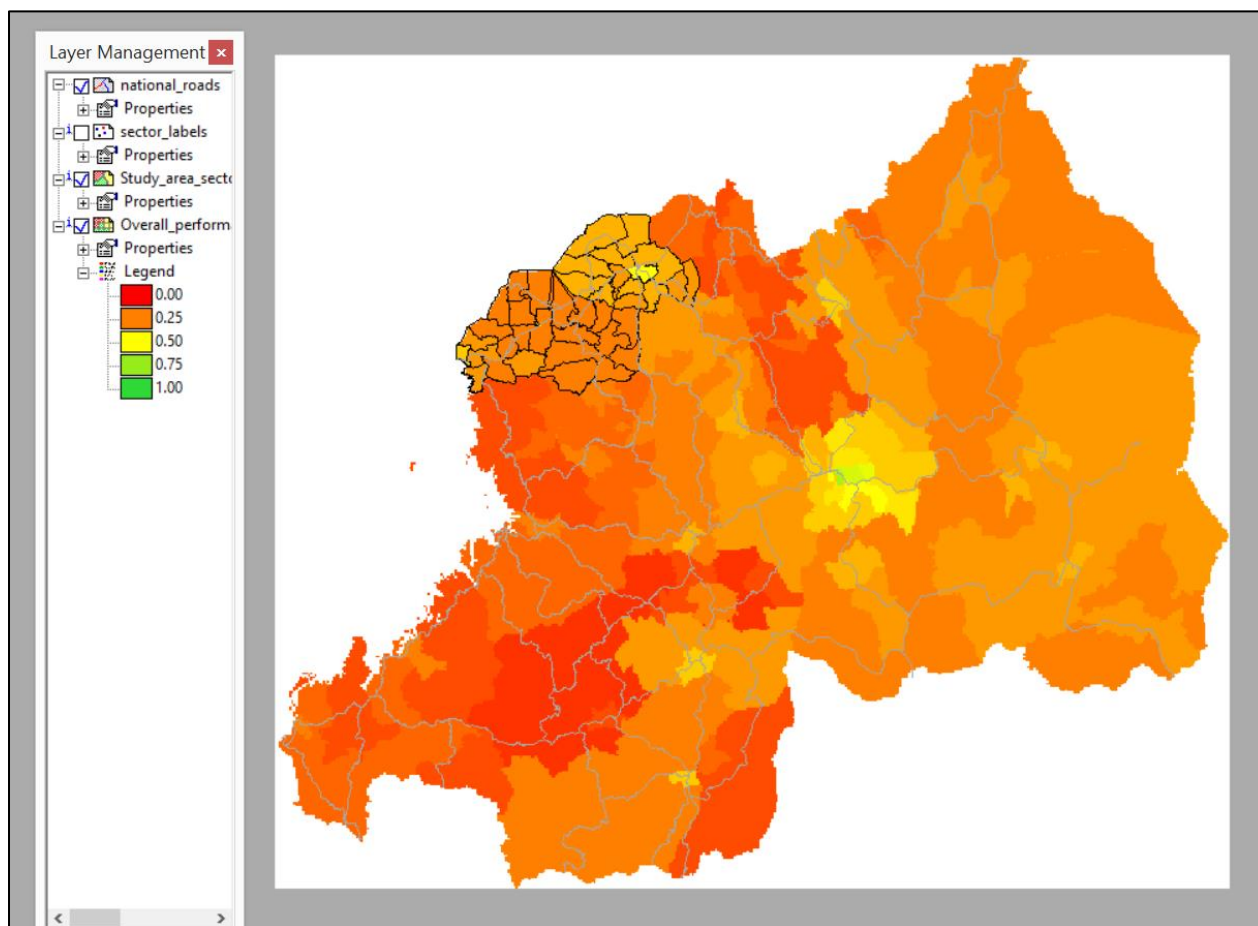 Layer Management
national_roads
Properties
sector_labels
Properties
Study_area_secto
Properties
Overall_perform
Properties
Legend
0.00
0.25
0.50
0.75
1.00